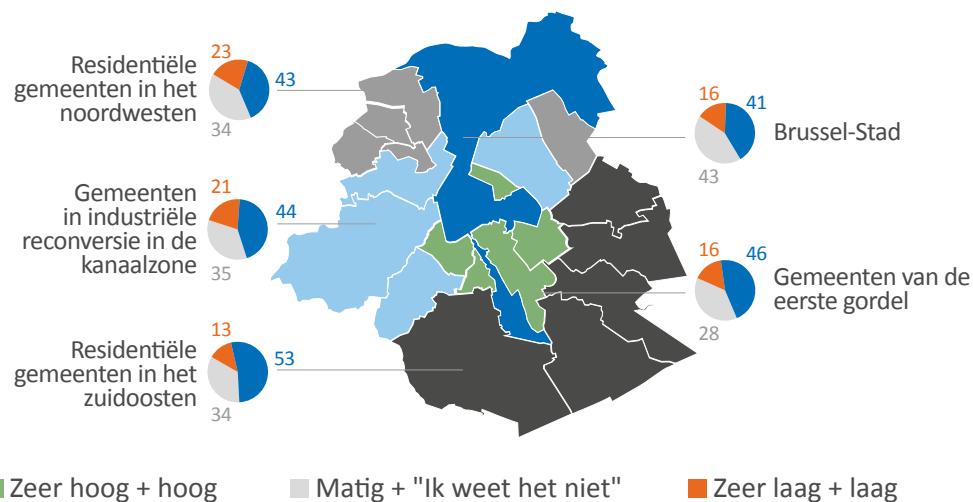 Residentiële
gemeenten in het
noordwesten
23
43
34
16
41
43
Brussel-Stad
Gemeenten
in industriële
reconversie in de
kanaalzone
21
44
35
16
46
28
Gemeenten van de
eerste gordel
Residentiële
gemeenten in het
zuidoosten
13
53
34
Zeer hoog + hoog
Matig + "Ik weet het niet"
Zeer laag + laag